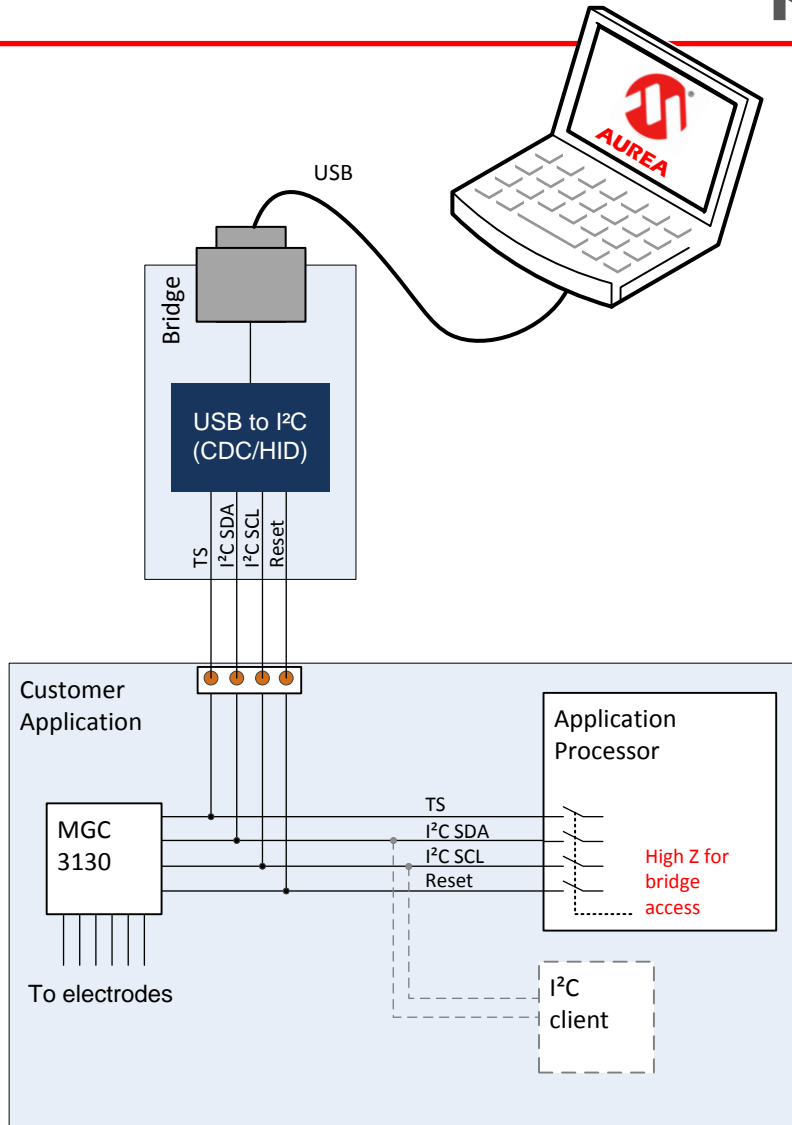 AUREA
USB
Bridge
USB to I²C
(CDC/HID)
TS
I²C SDA
I²C SCL
Reset
Customer
Application
Application
Processor
MGC
3130
TS
I²C SDA
I²C SCL
Reset
High Z for
bridge
access
To electrodes
I²C
client